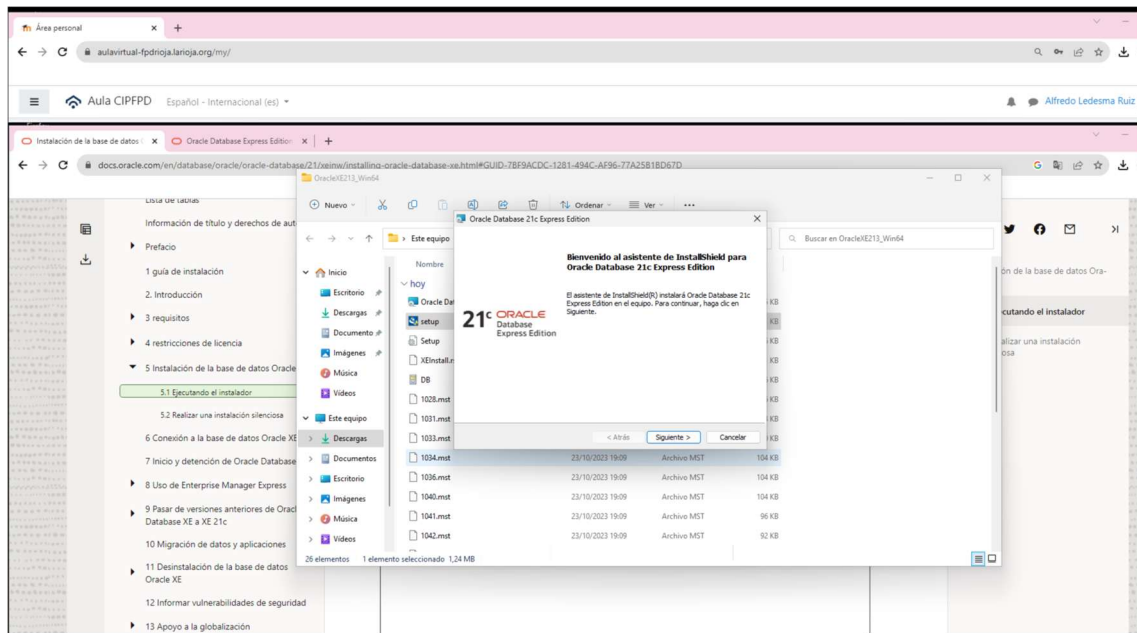 Área personal
aulavirtual-fpdrioja.larioja.org/my/
Aula CIPFPD Español - Internacional (es)
Alfredo Ledesma Ruiz
Instalación de la base de datos
Oracle Database Express Edition
docs.oracle.com/en/database/oracle/oracle-database/21/xeinw/installing-oracle-database-xe.html#GUID-7BF9ACDC-1281-494C-AF96-77A25B1BD67D
Lista de tablas
Información de título y derechos de aut
Prefacio
1 guía de instalación
2. Introducción
3 requisitos
4 restricciones de licencia
5 Instalación de la base de datos Oracle
5.1 Ejecutando el instalador
5.2 Realizar una instalación silenciosa
6 Conexión a la base de datos Oracle XE
7 Inicio y detención de Oracle Database
8 Uso de Enterprise Manager Express
9 Pasar de versiones anteriores de Orac
Database XE a XE 21c
10 Migración de datos y aplicaciones
11 Desinstalación de la base de datos
Oracle XE
12 Informar vulnerabilidades de seguridad
13 Apoyo a la globalización
OracleXE213_Win64
Nuevo
Ordenar
Ver
Este equipo
Buscar en OracleXE213_Win64
Inicio
Escritorio
Descargas
Documento
Imágenes
Música
Vídeos
Este equipo
Descargas
Documentos
Escritorio
Imágenes
Música
Vídeos
Nombre
hoy
Oracle Dat
setup
Setup
XEInstall.r
DB
1028.mst
1031.mst
1033.mst
1034.mst 23/10/2023 19:09 Archivo MST 104 KB
1036.mst 23/10/2023 19:09 Archivo MST 104 KB
1040.mst 23/10/2023 19:09 Archivo MST 104 KB
1041.mst 23/10/2023 19:09 Archivo MST 96 KB
1042.mst 23/10/2023 19:09 Archivo MST 92 KB
KB
KB
KB
KB
KB
KB
KB
KB
26 elementos 1 elemento seleccionado 1,24 MB
Oracle Database 21c Express Edition
Bienvenido al asistente de InstallShield para
Oracle Database 21c Express Edition
El asistente de InstallShield(R) instalará Oracle Database 21c
Express Edition en el equipo. Para continuar, haga clic en
Siguiente.
21c ORACLE
Database
Express Edition
< Atrás
Siguiente >
Cancelar
ón de la base de datos Ora-
cutando el instalador
alizar una instalación
osa